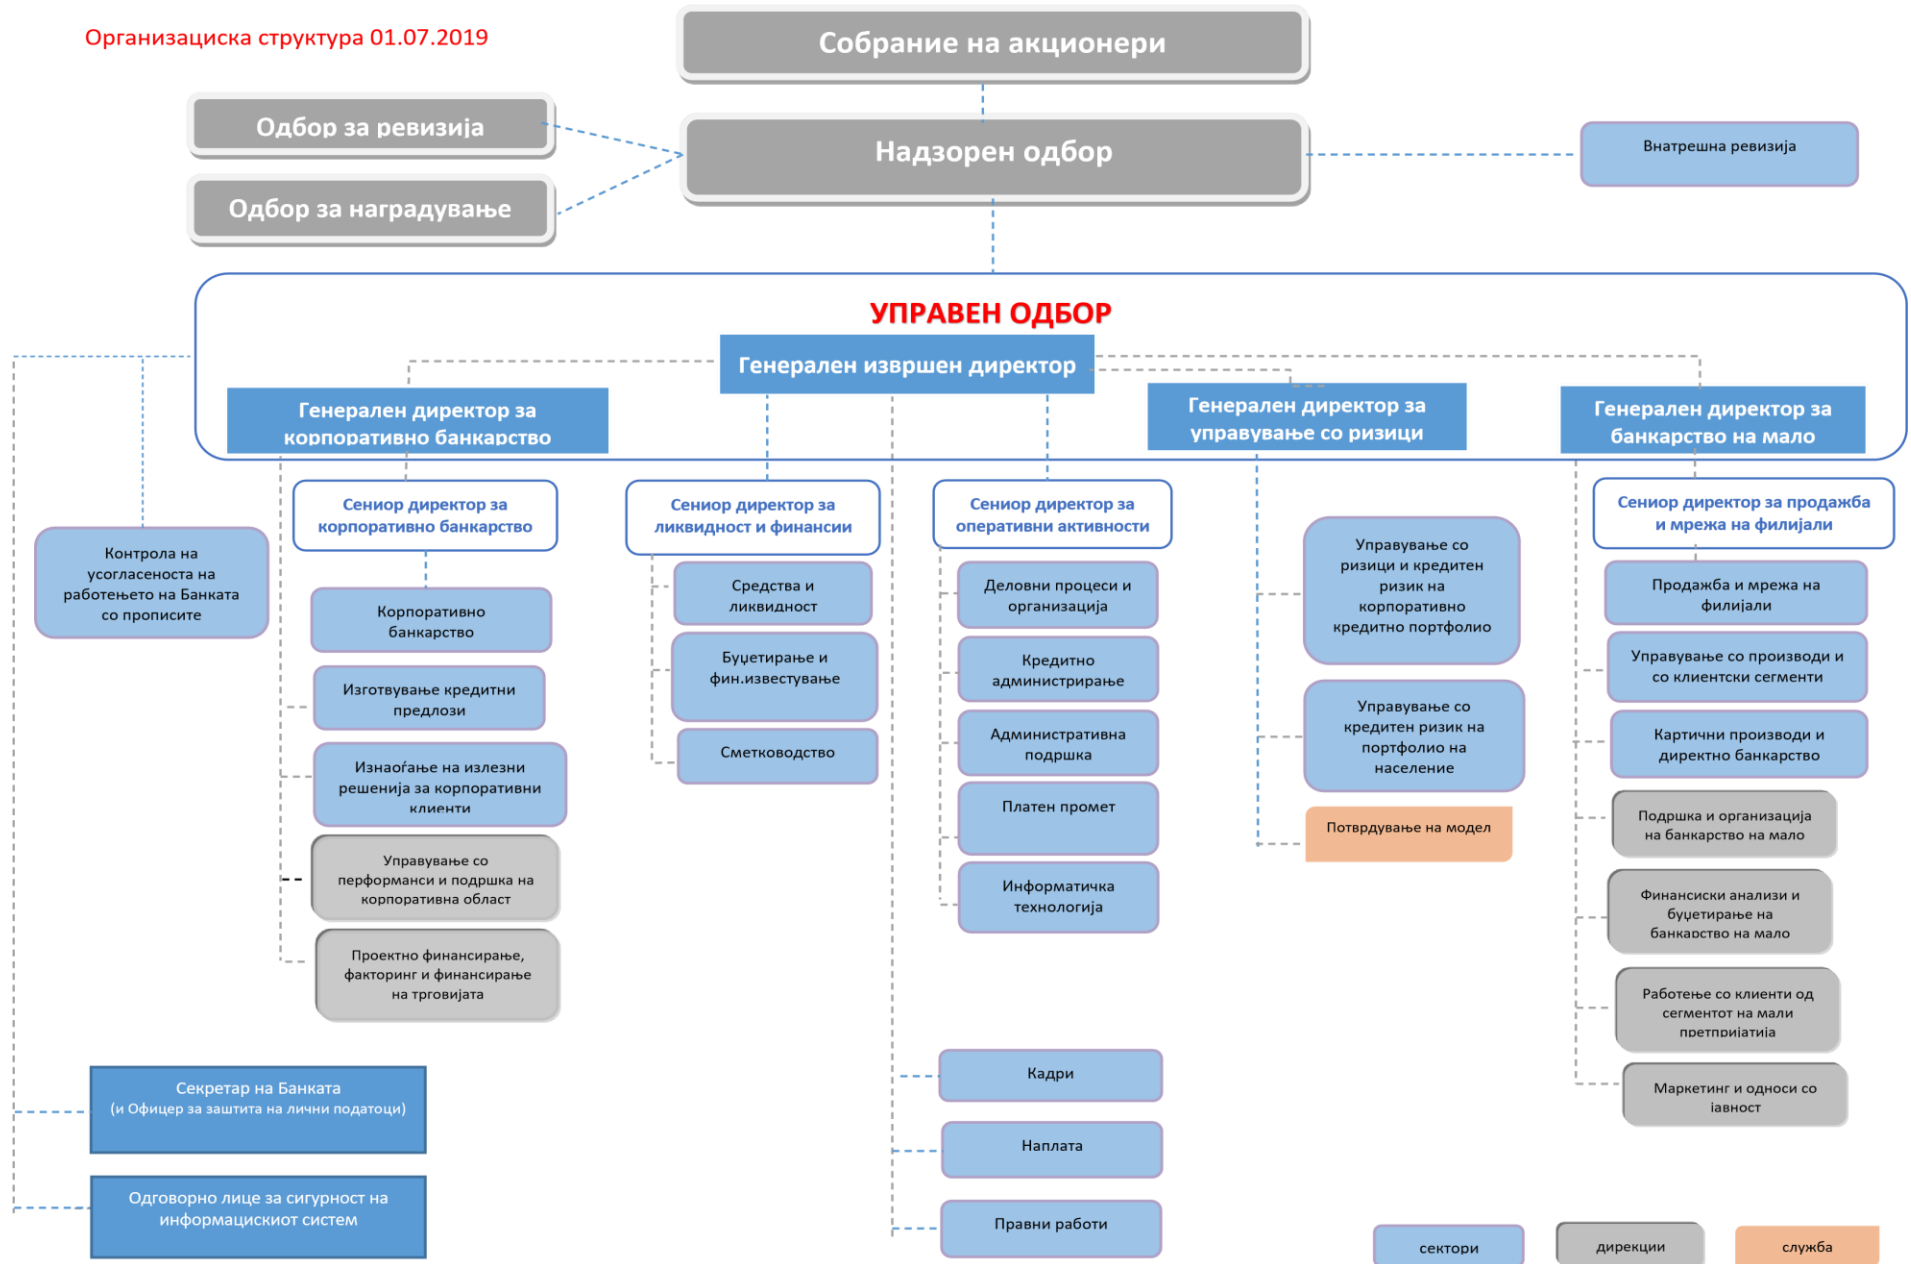 Организациска структура 01.07.2019
Собрание на акционери
Одбор за ревизија
Надзорен одбор
Внатрешна ревизија
Одбор за наградување
УПРАВЕН ОДБОР
Генерален извршен директор
Генерален директор за
корпоративно банкарство
Генерален директор за
управување со ризици
Генерален директор за
банкарство на мало
Контрола на
усогласеноста на
работењето на Банката
со прописите
Сениор директор за
корпоративно банкарство
Корпоративно
банкарство
Изготвување кредитни
предлози
Изнаоѓање на излезни
решенија за корпоративни
клиенти
Управување со
перформанси и подршка на
корпоративна област
Проектно финансирање,
факторинг и финансирање
на трговијата
Сениор директор за
ликвидност и финансии
Средства и
ликвидност
Буџетирање и
фин.известување
Сметководство
Сениор директор за
оперативни активности
Деловни процеси и
организација
Кредитно
администрирање
Административна
подршка
Платен промет
Информатичка
технологија
Управување со
ризици и кредитен
ризик на
корпоративно
кредитно портфолио
Управување со
кредитен ризик на
портфолио на
население
Потврдување на модел
Сениор директор за продажба
и мрежа на филијали
Продажба и мрежа на
филијали
Управување со производи и
со клиентски сегменти
Картични производи и
директно банкарство
Подршка и организација
на банкарство на мало
Финансиски анализи и
буџетирање на
банкарство на мало
Работење со клиенти од
сегментот на мали
претпријатија
Маркетинг и односи со
јавност
Секретар на Банката
(и Офицер за заштита на лични податоци)
Одговорно лице за сигурност на
информацискиот систем
Кадри
Наплата
Правни работи
сектори
дирекции
служба